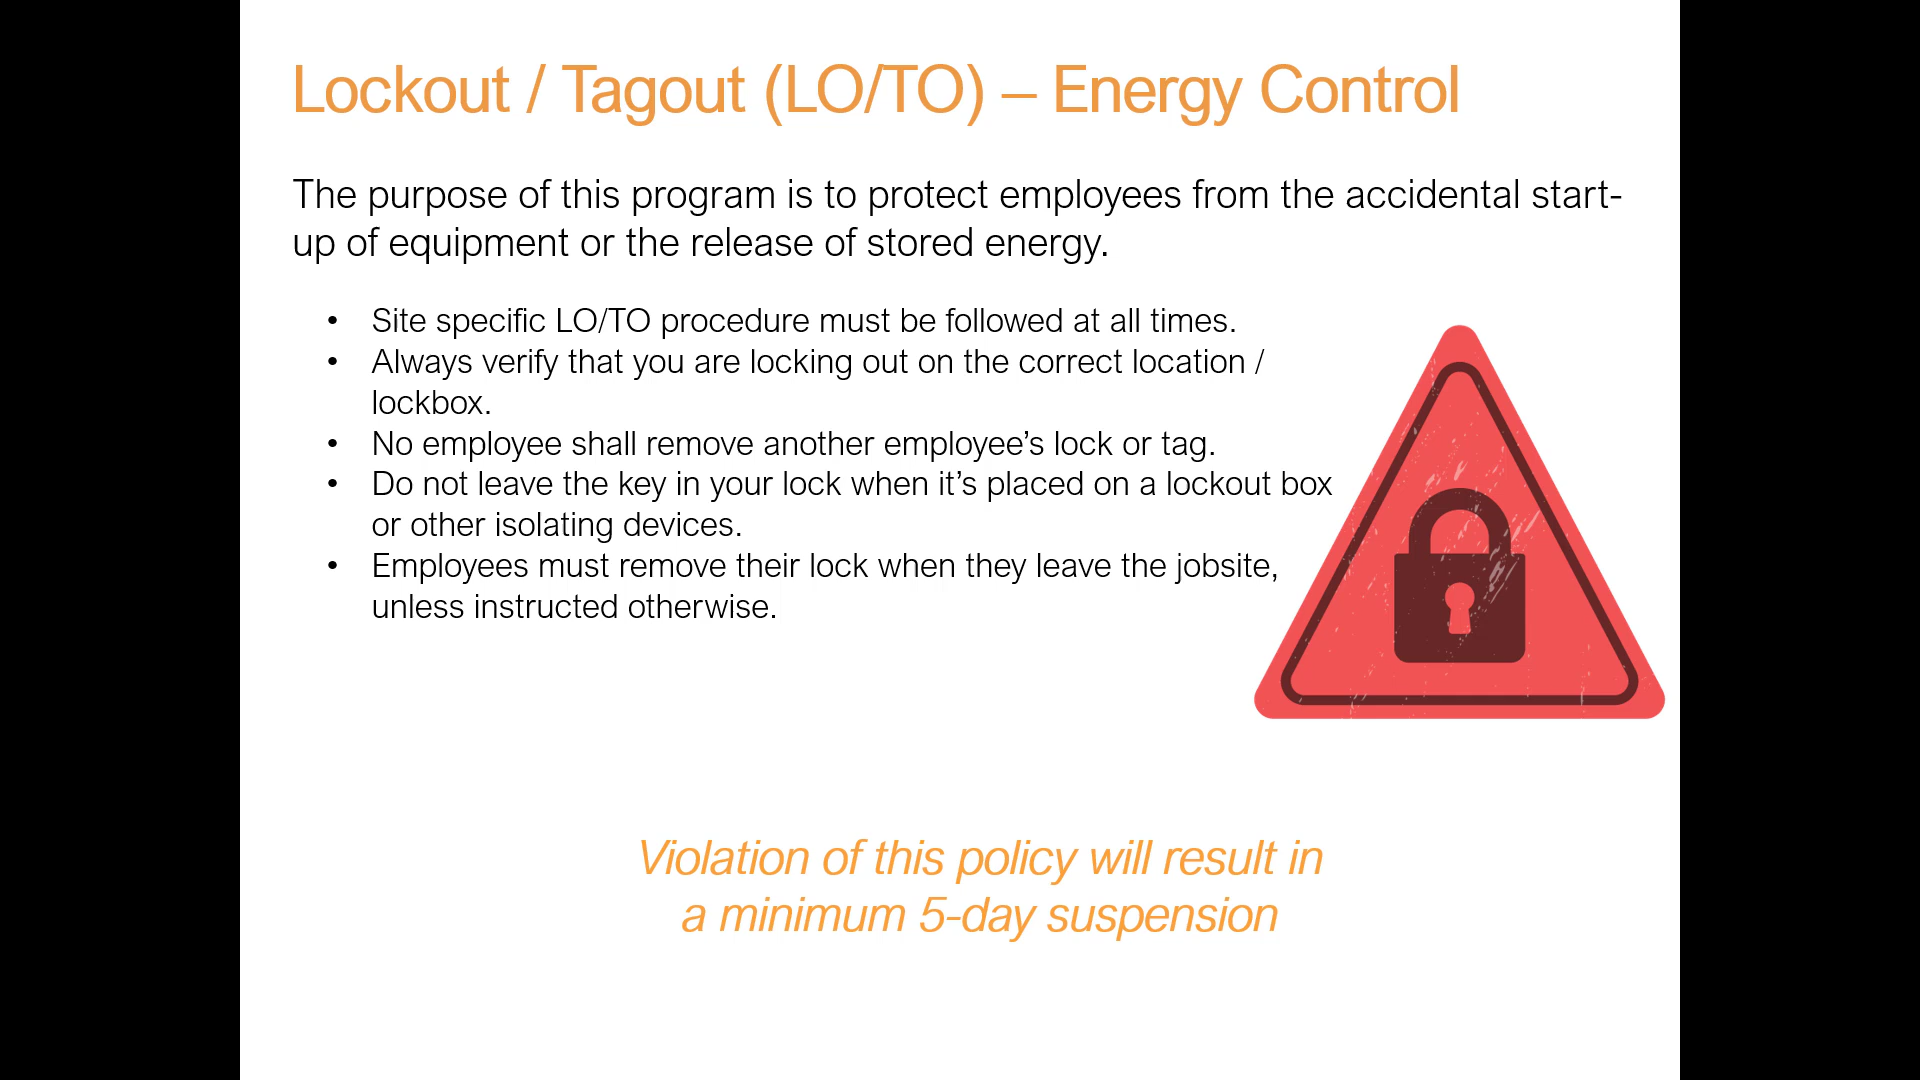 Lockout / Tagout (LO/TO) – Energy Control
The purpose of this program is to protect employees from the accidental start-
up of equipment or the release of stored energy.
• Site specific LO/TO procedure must be followed at all times.
• Always verify that you are locking out on the correct location /
lockbox.
• No employee shall remove another employee’s lock or tag.
• Do not leave the key in your lock when it’s placed on a lockout box
or other isolating devices.
• Employees must remove their lock when they leave the jobsite,
unless instructed otherwise.
Violation of this policy will result in
a minimum 5-day suspension